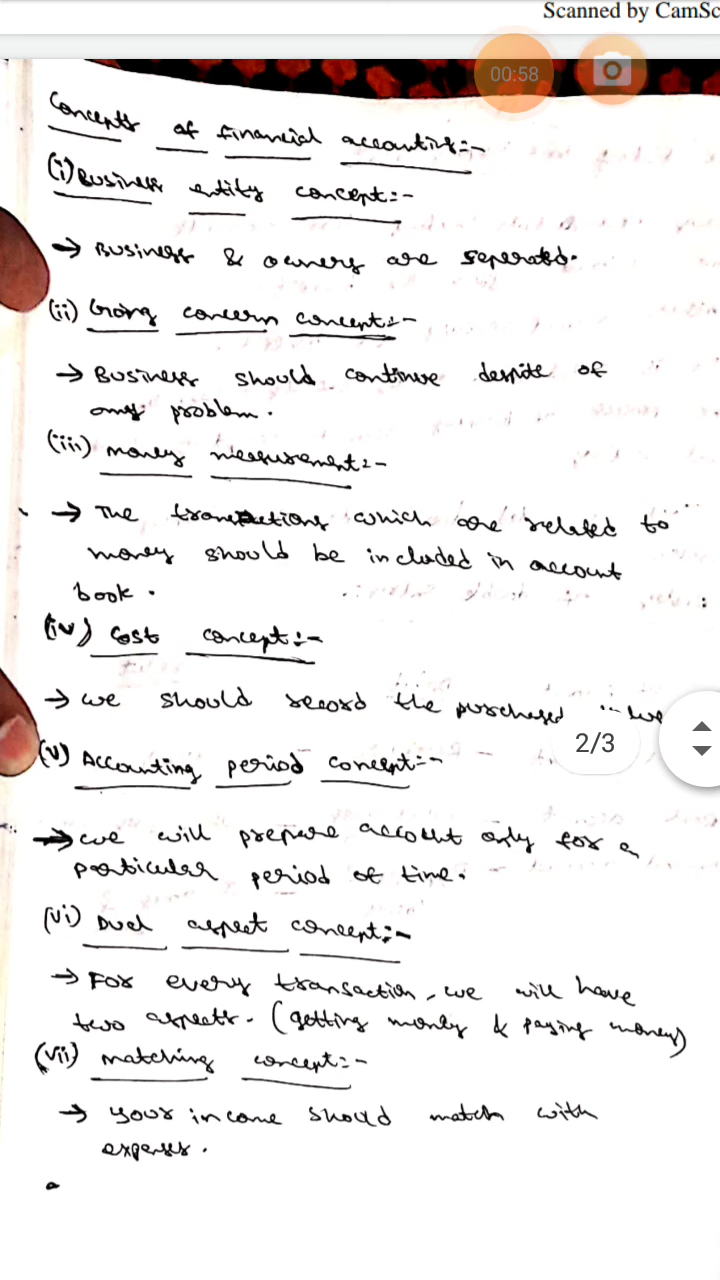 Scanned by CamSc
00:58
Concepts of financial accounting:-
(i) Business entity concept:-
→ Business & owners are seperated.
(ii) Going concern concept:-
→ Business should continue despite of
any problem.
(iii) money measurement:-
→ The transactions which are related to
money should be included in account
book.
(iv) Cost concept:-
→ we should record the purchased
2/3
(v) Accounting period concept:-
→ we will prepare account only for a
particular period of time.
(vi) Duel aspect concept:-
→ For every transaction, we will have
two aspects. (getting money & paying money)
(vii) matching concept:-
→ your income should match with
expenses.